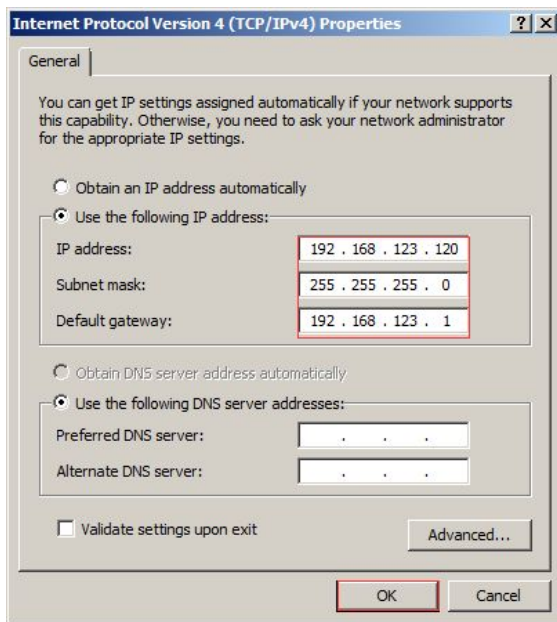 Internet Protocol Version 4 (TCP/IPv4) Properties
General
You can get IP settings assigned automatically if your network supports
this capability. Otherwise, you need to ask your network administrator
for the appropriate IP settings.
Obtain an IP address automatically
Use the following IP address:
IP address: 192 . 168 . 123 . 120
Subnet mask: 255 . 255 . 255 . 0
Default gateway: 192 . 168 . 123 . 1
Obtain DNS server address automatically
Use the following DNS server addresses:
Preferred DNS server: . . .
Alternate DNS server: . . .
Validate settings upon exit
Advanced...
OK Cancel